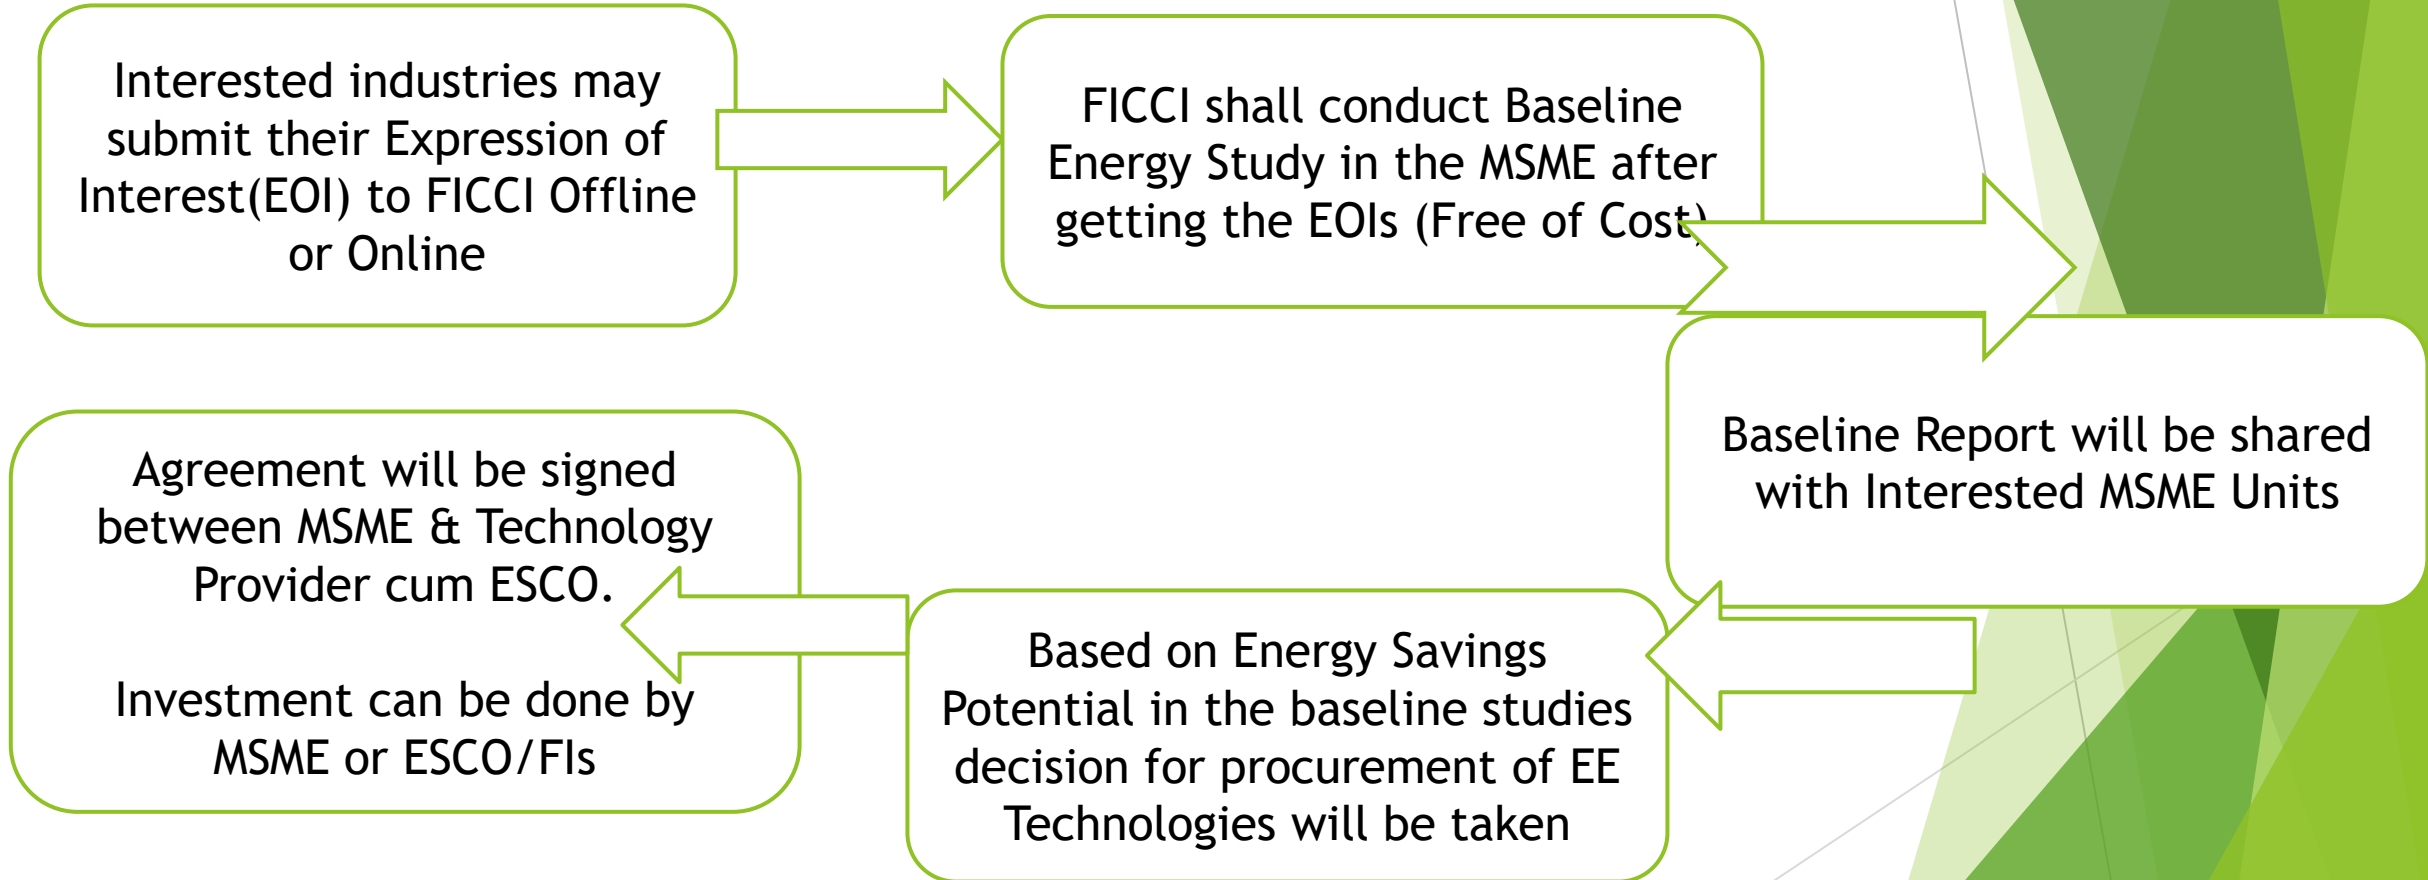 Interested industries may
submit their Expression of
Interest(EOI) to FICCI Offline
or Online
FICCI shall conduct Baseline
Energy Study in the MSME after
getting the EOIs (Free of Cost)
Baseline Report will be shared
with Interested MSME Units
Based on Energy Savings
Potential in the baseline studies
decision for procurement of EE
Technologies will be taken
Agreement will be signed
between MSME & Technology
Provider cum ESCO.
Investment can be done by
MSME or ESCO/FIs